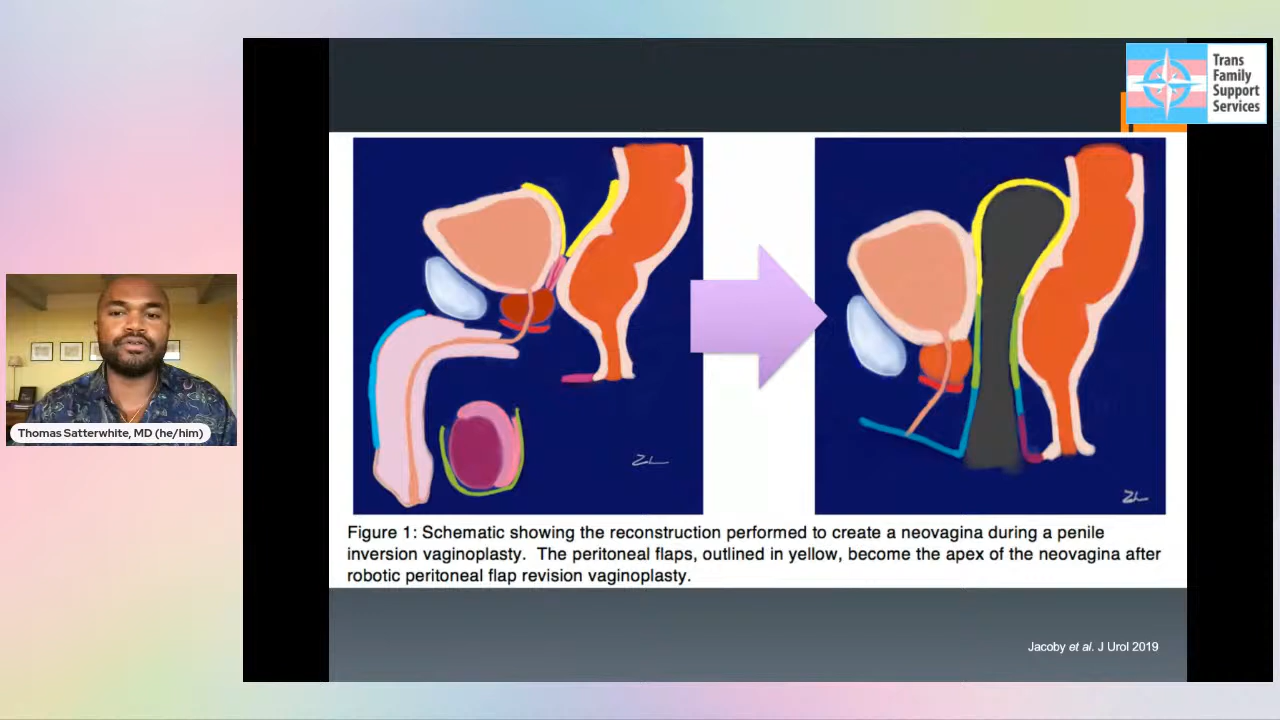 Trans
Family
Support
Services
Thomas Satterwhite, MD (he/him)
ZL
ZL
Figure 1: Schematic showing the reconstruction performed to create a neovagina during a penile
inversion vaginoplasty. The peritoneal flaps, outlined in yellow, become the apex of the neovagina after
robotic peritoneal flap revision vaginoplasty.
Jacoby et al. J Urol 2019